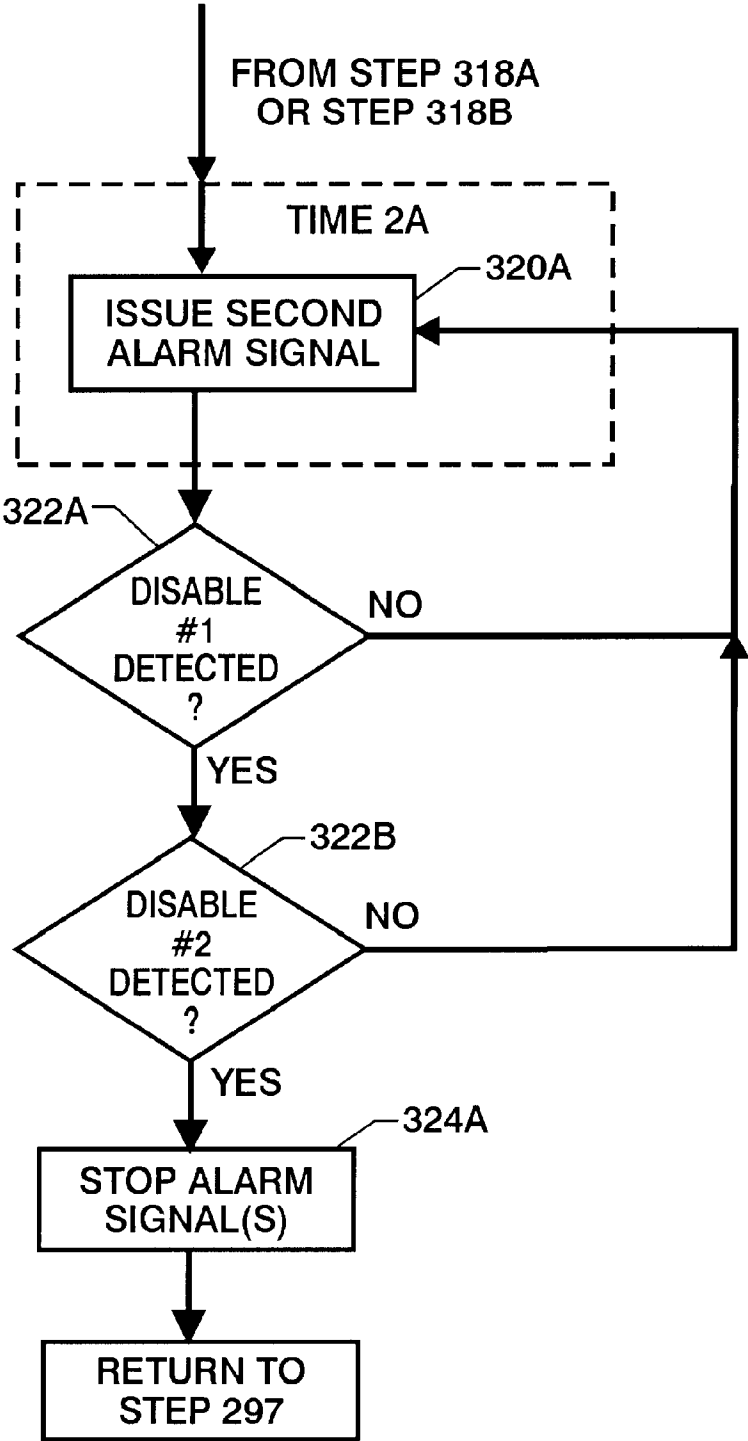 FROM STEP 318A
OR STEP 318B
TIME 2A
320A
ISSUE SECOND
ALARM SIGNAL
322A
DISABLE
#1
DETECTED
?
NO
YES
322B
DISABLE
#2
DETECTED
?
NO
YES
324A
STOP ALARM
SIGNAL(S)
RETURN TO
STEP 297